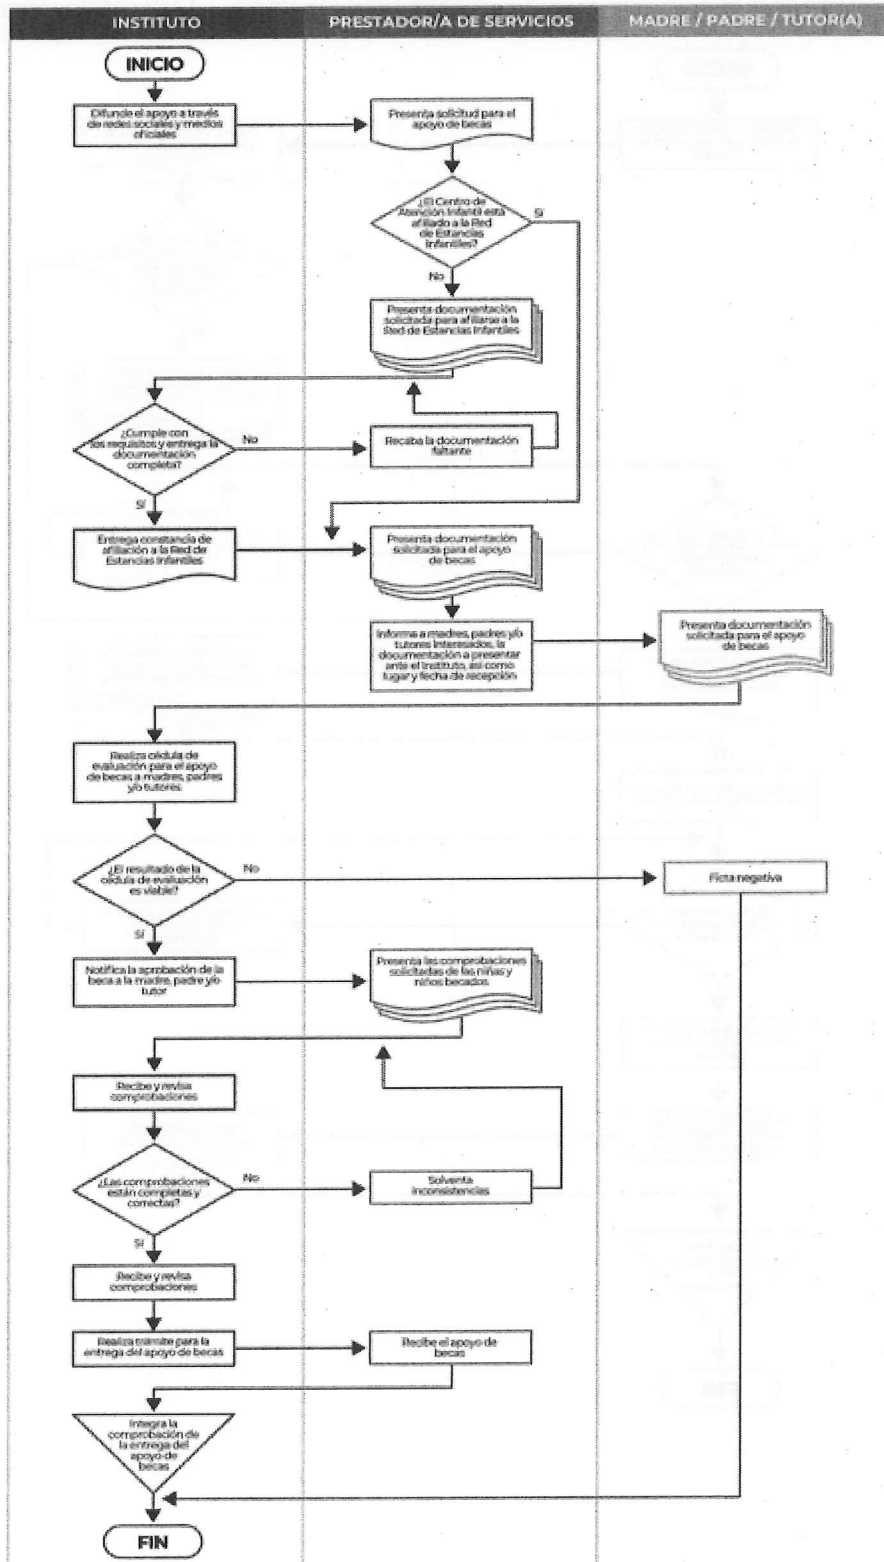 INSTITUTO
PRESTADOR/A DE SERVICIOS
MADRE / PADRE / TUTOR(A)
INICIO
Difunde el apoyo a través
de redes sociales y medios
oficiales
Presenta solicitud para el
apoyo de becas
¿El Centro de
Atención Infantil está
afiliado a la Red
de Estancias
Infantiles?
Sí
No
Presenta documentación
solicitada para afiliarse a la
Red de Estancias Infantiles
¿Cumple con
los requisitos y entrega la
documentación
completa?
No
Recaba la documentación
faltante
Sí
Entrega constancia de
afiliación a la Red de
Estancias Infantiles
Presenta documentación
solicitada para el apoyo
de becas
Informa a madres, padres y/o
tutores interesados, la
documentación a presentar
ante el Instituto, así como
lugar y fecha de recepción
Presenta documentación
solicitada para el apoyo
de becas
Realiza cédula de
evaluación para el apoyo
de becas a madres, padres
y/o tutores
¿El resultado de la
cédula de evaluación
es viable?
No
Ficta negativa
Sí
Notifica la aprobación de la
beca a la madre, padre y/o
tutor
Presenta las comprobaciones
solicitadas de las niñas y
niños becados
Recibe y revisa
comprobaciones
¿Las comprobaciones
están completas y
correctas?
No
Solventa
inconsistencias
Sí
Recibe y revisa
comprobaciones
Realiza trámite para la
entrega del apoyo de becas
Recibe el apoyo de
becas
Integra la
comprobación de
la entrega del
apoyo de
becas
FIN